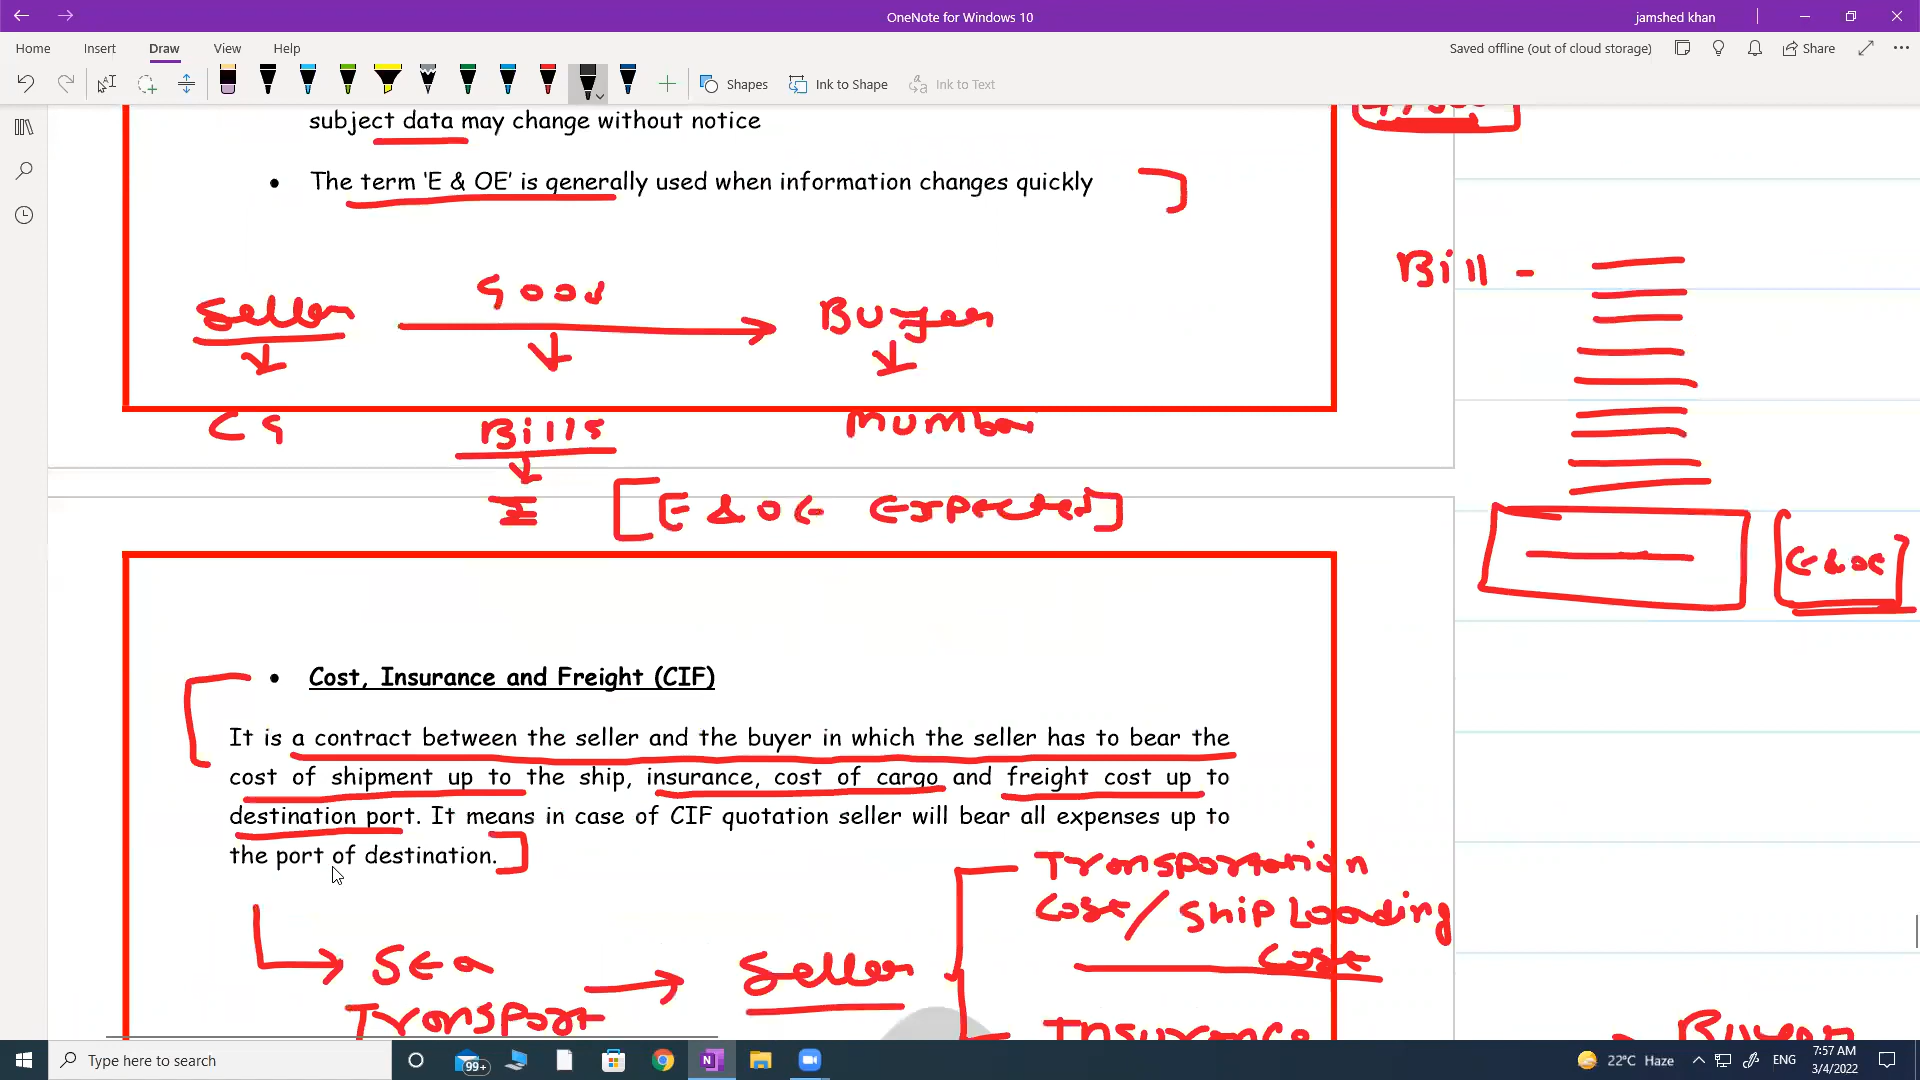 OneNote for Windows 10
jamshed khan
Home Insert Draw View Help
Saved offline (out of cloud storage)
Share
Shapes
Ink to Shape
Ink to Text
subject data may change without notice
• The term ‘E & OE’ is generally used when information changes quickly
Bill -
Seller
Good
Buyer
CG
Bills
Mumbai
[E & OE Expected]
[E & OE]
• Cost, Insurance and Freight (CIF)
It is a contract between the seller and the buyer in which the seller has to bear the
cost of shipment up to the ship, insurance, cost of cargo and freight cost up to
destination port. It means in case of CIF quotation seller will bear all expenses up to
the port of destination.
Transportation
Cost / Ship Loading
Cost
Sea
Transport
Seller
Insurance
Buyer
Type here to search
99+
22°C Haze
ENG
7:57 AM
3/4/2022